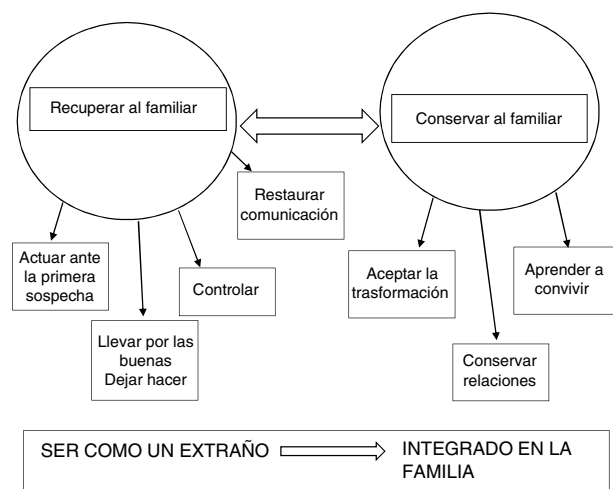 Recuperar al familiar
Conservar al familiar
Restaurar
comunicación
Actuar ante
la primera
sospecha
Controlar
Llevar por las
buenas
Dejar hacer
Aceptar la
trasformación
Aprender a
convivir
Conservar
relaciones
SER COMO UN EXTRAÑO
INTEGRADO EN LA
FAMILIA